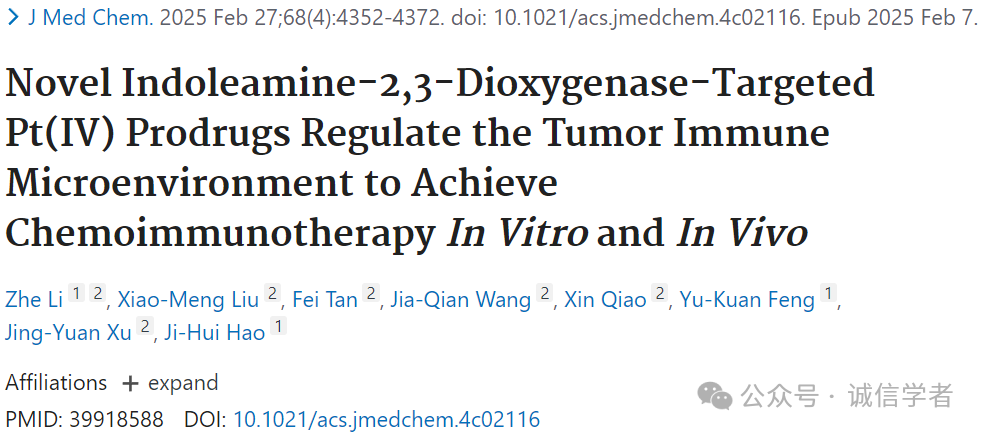 > J Med Chem. 2025 Feb 27;68(4):4352-4372. doi: 10.1021/acs.jmedchem.4c02116. Epub 2025 Feb 7.
Novel Indoleamine-2,3-Dioxygenase-Targeted
Pt(IV) Prodrugs Regulate the Tumor Immune
Microenvironment to Achieve
Chemoimmunotherapy In Vitro and In Vivo
Zhe Li 1 2, Xiao-Meng Liu 2, Fei Tan 2, Jia-Qian Wang 2, Xin Qiao 2, Yu-Kuan Feng 1,
Jing-Yuan Xu 2, Ji-Hui Hao 1
Affiliations + expand
PMID: 39918588 DOI: 10.1021/acs.jmedchem.4c02116
公众号 · 诚信学者